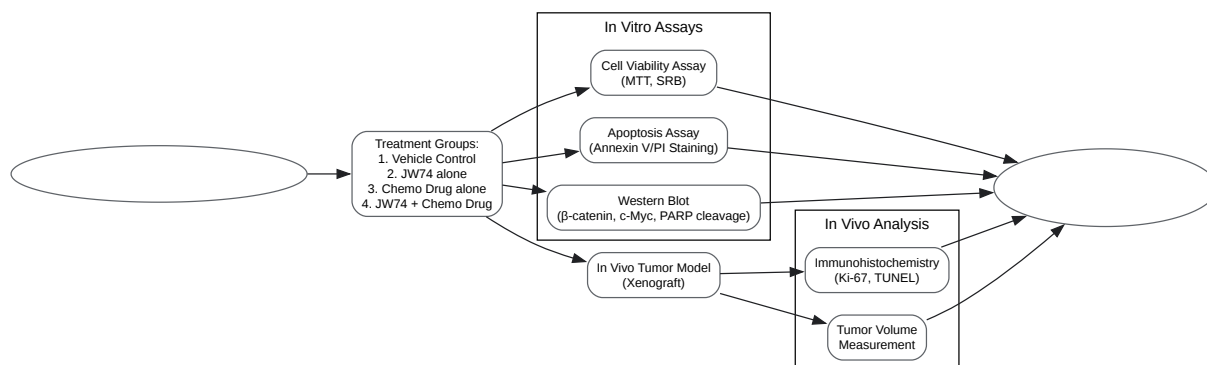 In Vitro Assays
Cell Viability Assay
(MTT, SRB)
Apoptosis Assay
(Annexin V/PI Staining)
Treatment Groups:
1. Vehicle Control
2. JW74 alone
3. Chemo Drug alone
4. JW74 + Chemo Drug
Western Blot
(β-catenin, c-Myc, PARP cleavage)
In Vivo Analysis
In Vivo Tumor Model
(Xenograft)
Immunohistochemistry
(Ki-67, TUNEL)
Tumor Volume
Measurement